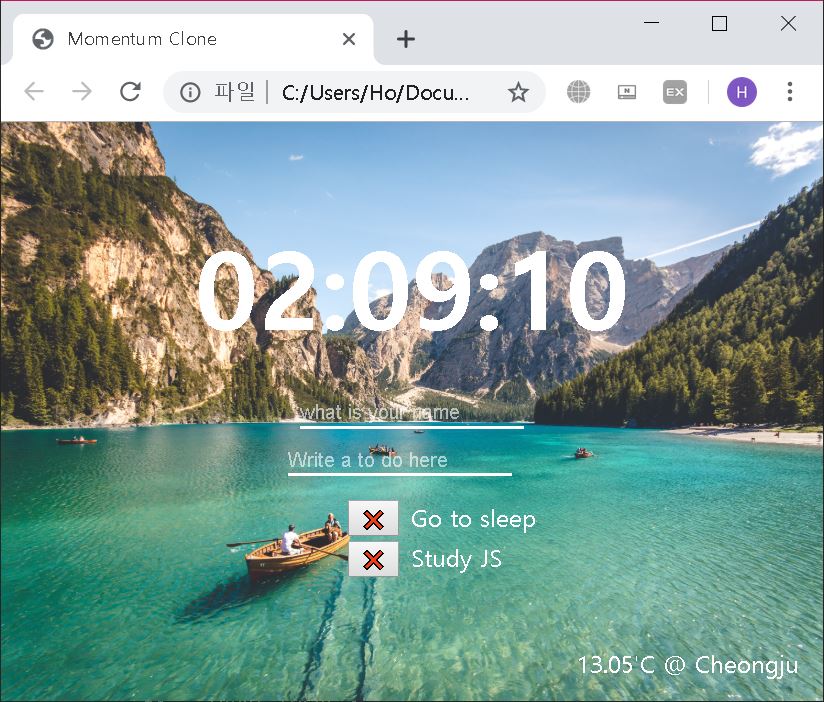 Momentum Clone
파일 | C:/Users/Ho/Docu...
N
EX
H
02:09:10
what is your name
Write a to do here
Go to sleep
Study JS
13.05'C @ Cheongju